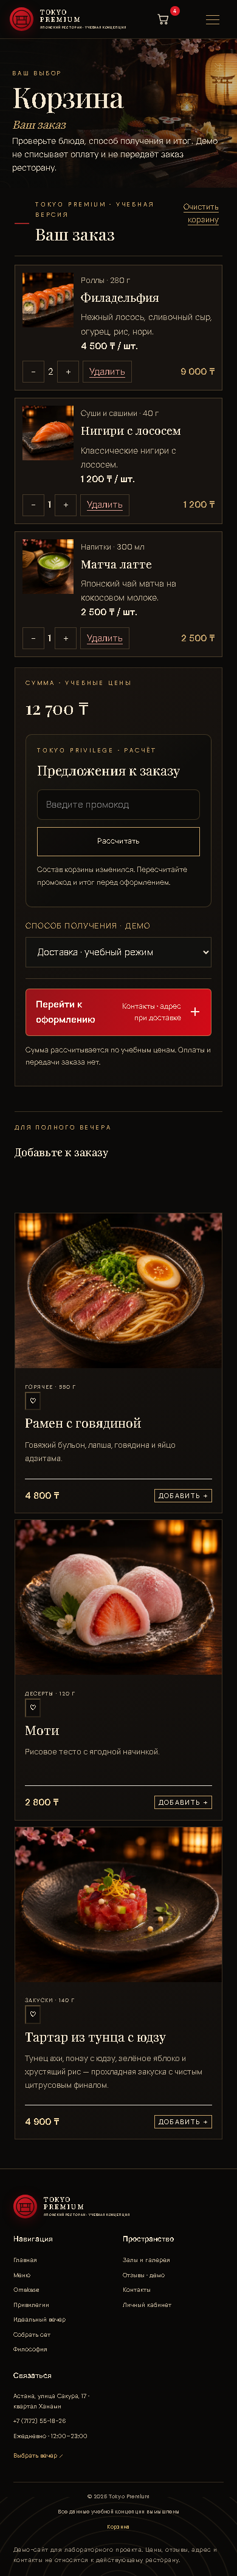 TOKYO
PREMIUM
ЯПОНСКИЙ РЕСТОРАН · УЧЕБНАЯ КОНЦЕПЦИЯ
4
ВАШ ВЫБОР
Корзина
Ваш заказ
Проверьте блюда, способ получения и итог. Демо
не списывает оплату и не передаёт заказ
ресторану.
TOKYO PREMIUM · УЧЕБНАЯ
ВЕРСИЯ
Ваш заказ
Очистить
корзину
Роллы · 280 г
Филадельфия
Нежный лосось, сливочный сыр,
огурец, рис, нори.
4 500 ₸ / шт.
− 2 + Удалить 9 000 ₸
Суши и сашими · 40 г
Нигири с лососем
Классические нигири с
лососем.
1 200 ₸ / шт.
− 1 + Удалить 1 200 ₸
Напитки · 300 мл
Матча латте
Японский чай матча на
кокосовом молоке.
2 500 ₸ / шт.
− 1 + Удалить 2 500 ₸
СУММА · УЧЕБНЫЕ ЦЕНЫ
12 700 ₸
TOKYO PRIVILEGE · РАСЧЁТ
Предложения к заказу
Введите промокод
Рассчитать
Состав корзины изменился. Пересчитайте
промокод и итог перед оформлением.
СПОСОБ ПОЛУЧЕНИЯ · ДЕМО
Доставка · учебный режим
Перейти к
оформлению
Контакты · адрес
при доставке
+
Сумма рассчитывается по учебным ценам. Оплаты и
передачи заказа нет.
ДЛЯ ПОЛНОГО ВЕЧЕРА
Добавьте к заказу
ГОРЯЧЕЕ · 550 Г
Рамен с говядиной
Говяжий бульон, лапша, говядина и яйцо
адзитама.
4 800 ₸ ДОБАВИТЬ +
ДЕСЕРТЫ · 120 Г
Моти
Рисовое тесто с ягодной начинкой.
2 800 ₸ ДОБАВИТЬ +
ЗАКУСКИ · 140 Г
Тартар из тунца с юдзу
Тунец ахи, понзу с юдзу, зелёное яблоко и
хрустящий рис — прохладная закуска с чистым
цитрусовым финалом.
4 900 ₸ ДОБАВИТЬ +
TOKYO
PREMIUM
ЯПОНСКИЙ РЕСТОРАН · УЧЕБНАЯ КОНЦЕПЦИЯ
Навигация
Главная
Меню
Omakase
Привилегии
Идеальный вечер
Собрать сет
Философия
Пространство
Залы и галерея
Отзывы · демо
Контакты
Личный кабинет
Связаться
Астана, улица Сакура, 17 ·
квартал Ханами
+7 (7172) 55-18-26
Ежедневно · 12:00–23:00
Выбрать вечер
© 2026 Tokyo Premium
Все данные учебной концепции вымышлены
Корзина
Демо-сайт для лабораторного проекта. Цены, отзывы, адрес и
контакты не относятся к действующему ресторану.